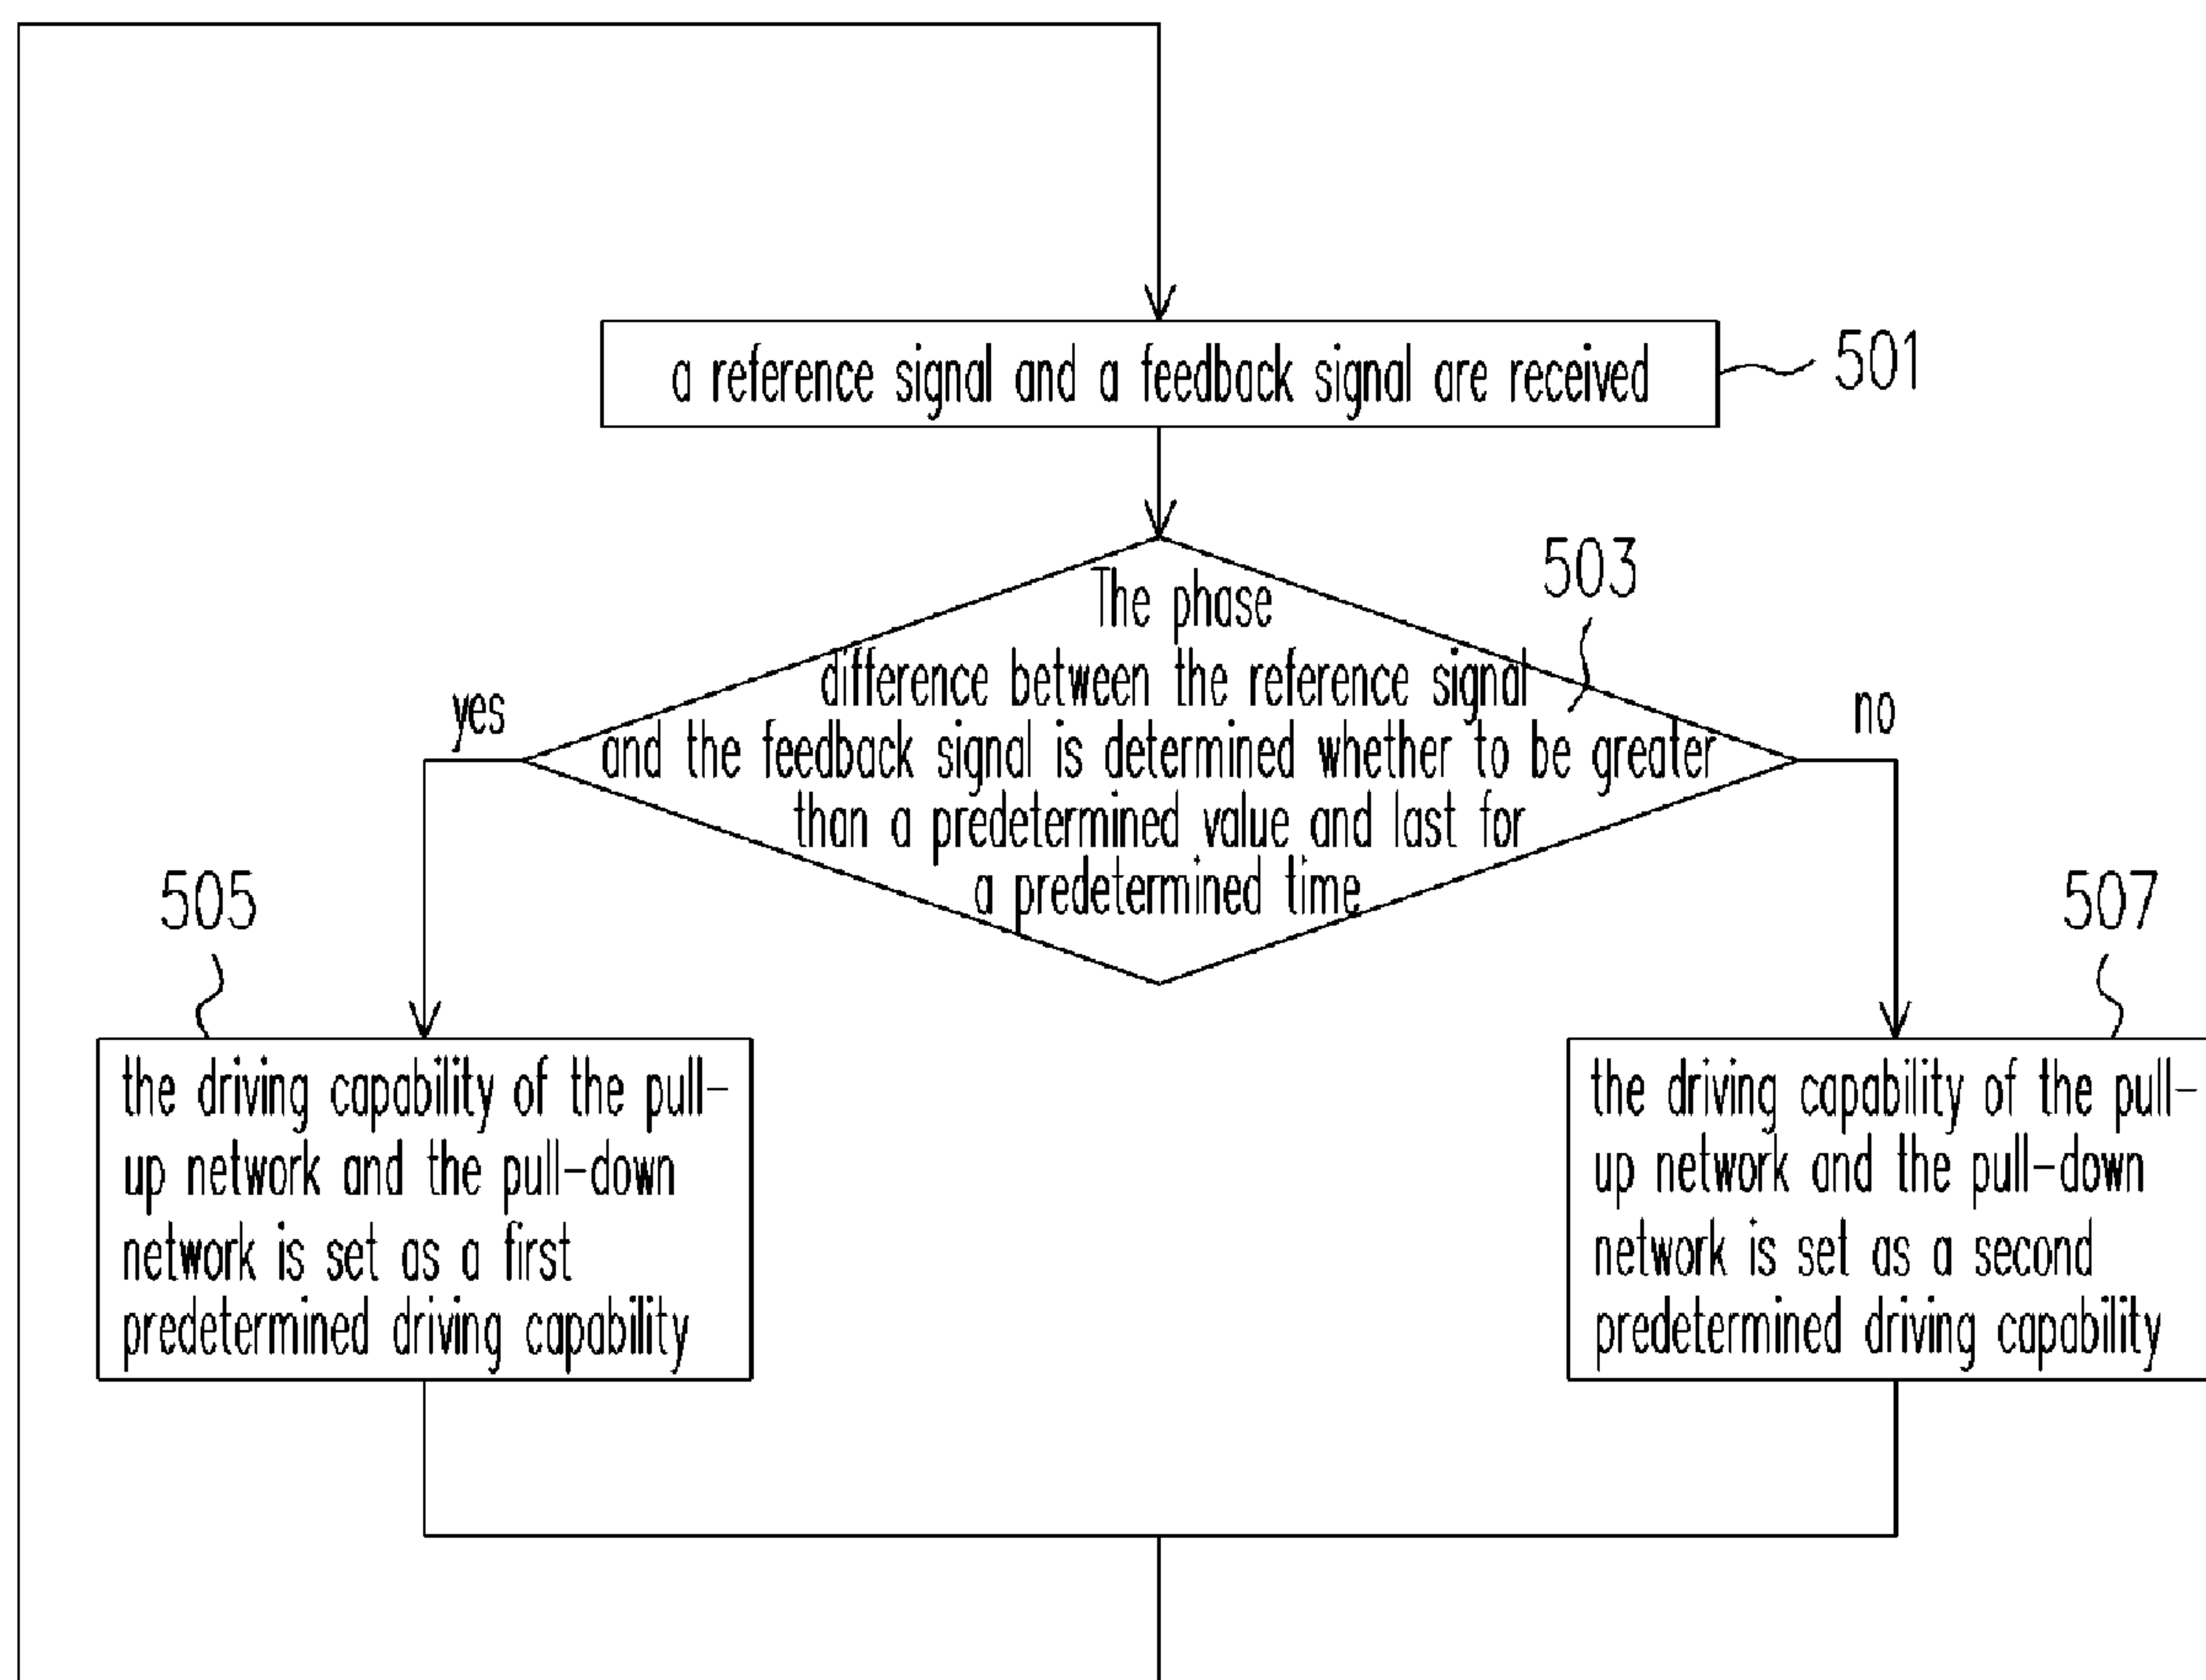 a reference signal and a feedback signal are received
501
503
The phase
difference between the reference signal
and the feedback signal is determined whether to be greater
than a predetermined value and last for
a predetermined time
yes
no
505
the driving capability of the pull-
up network and the pull-down
network is set as a first
predetermined driving capability
507
the driving capability of the pull-
up network and the pull-down
network is set as a second
predetermined driving capability